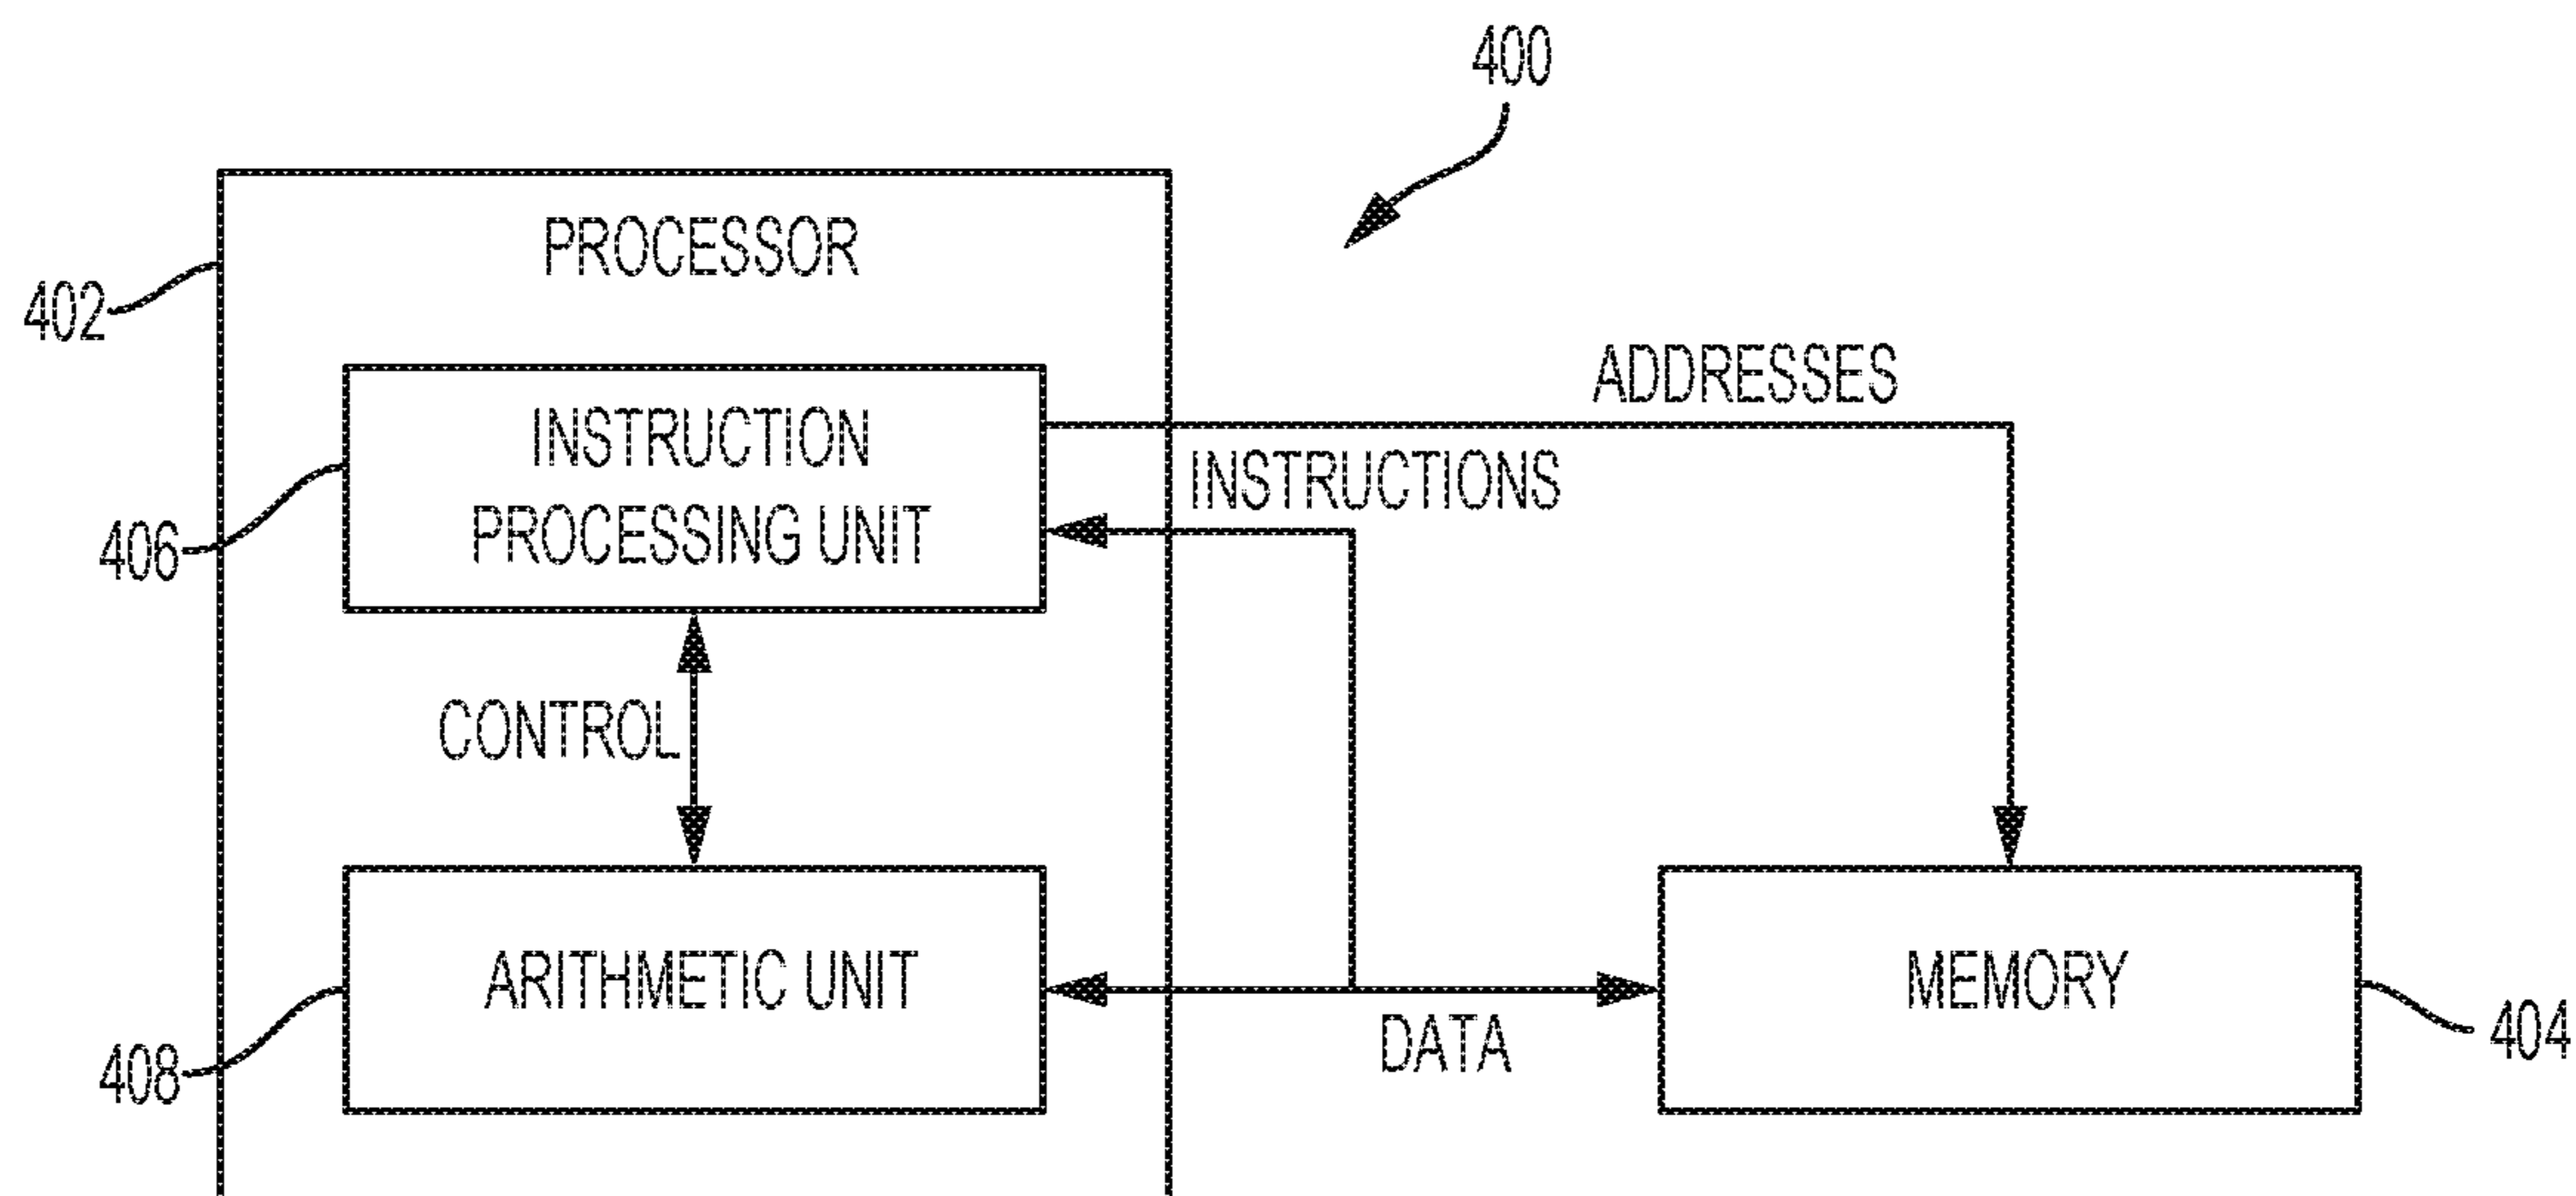 400
PROCESSOR
402
ADDRESSES
INSTRUCTION
PROCESSING UNIT
INSTRUCTIONS
406
CONTROL
ARITHMETIC UNIT
MEMORY
DATA
404
408